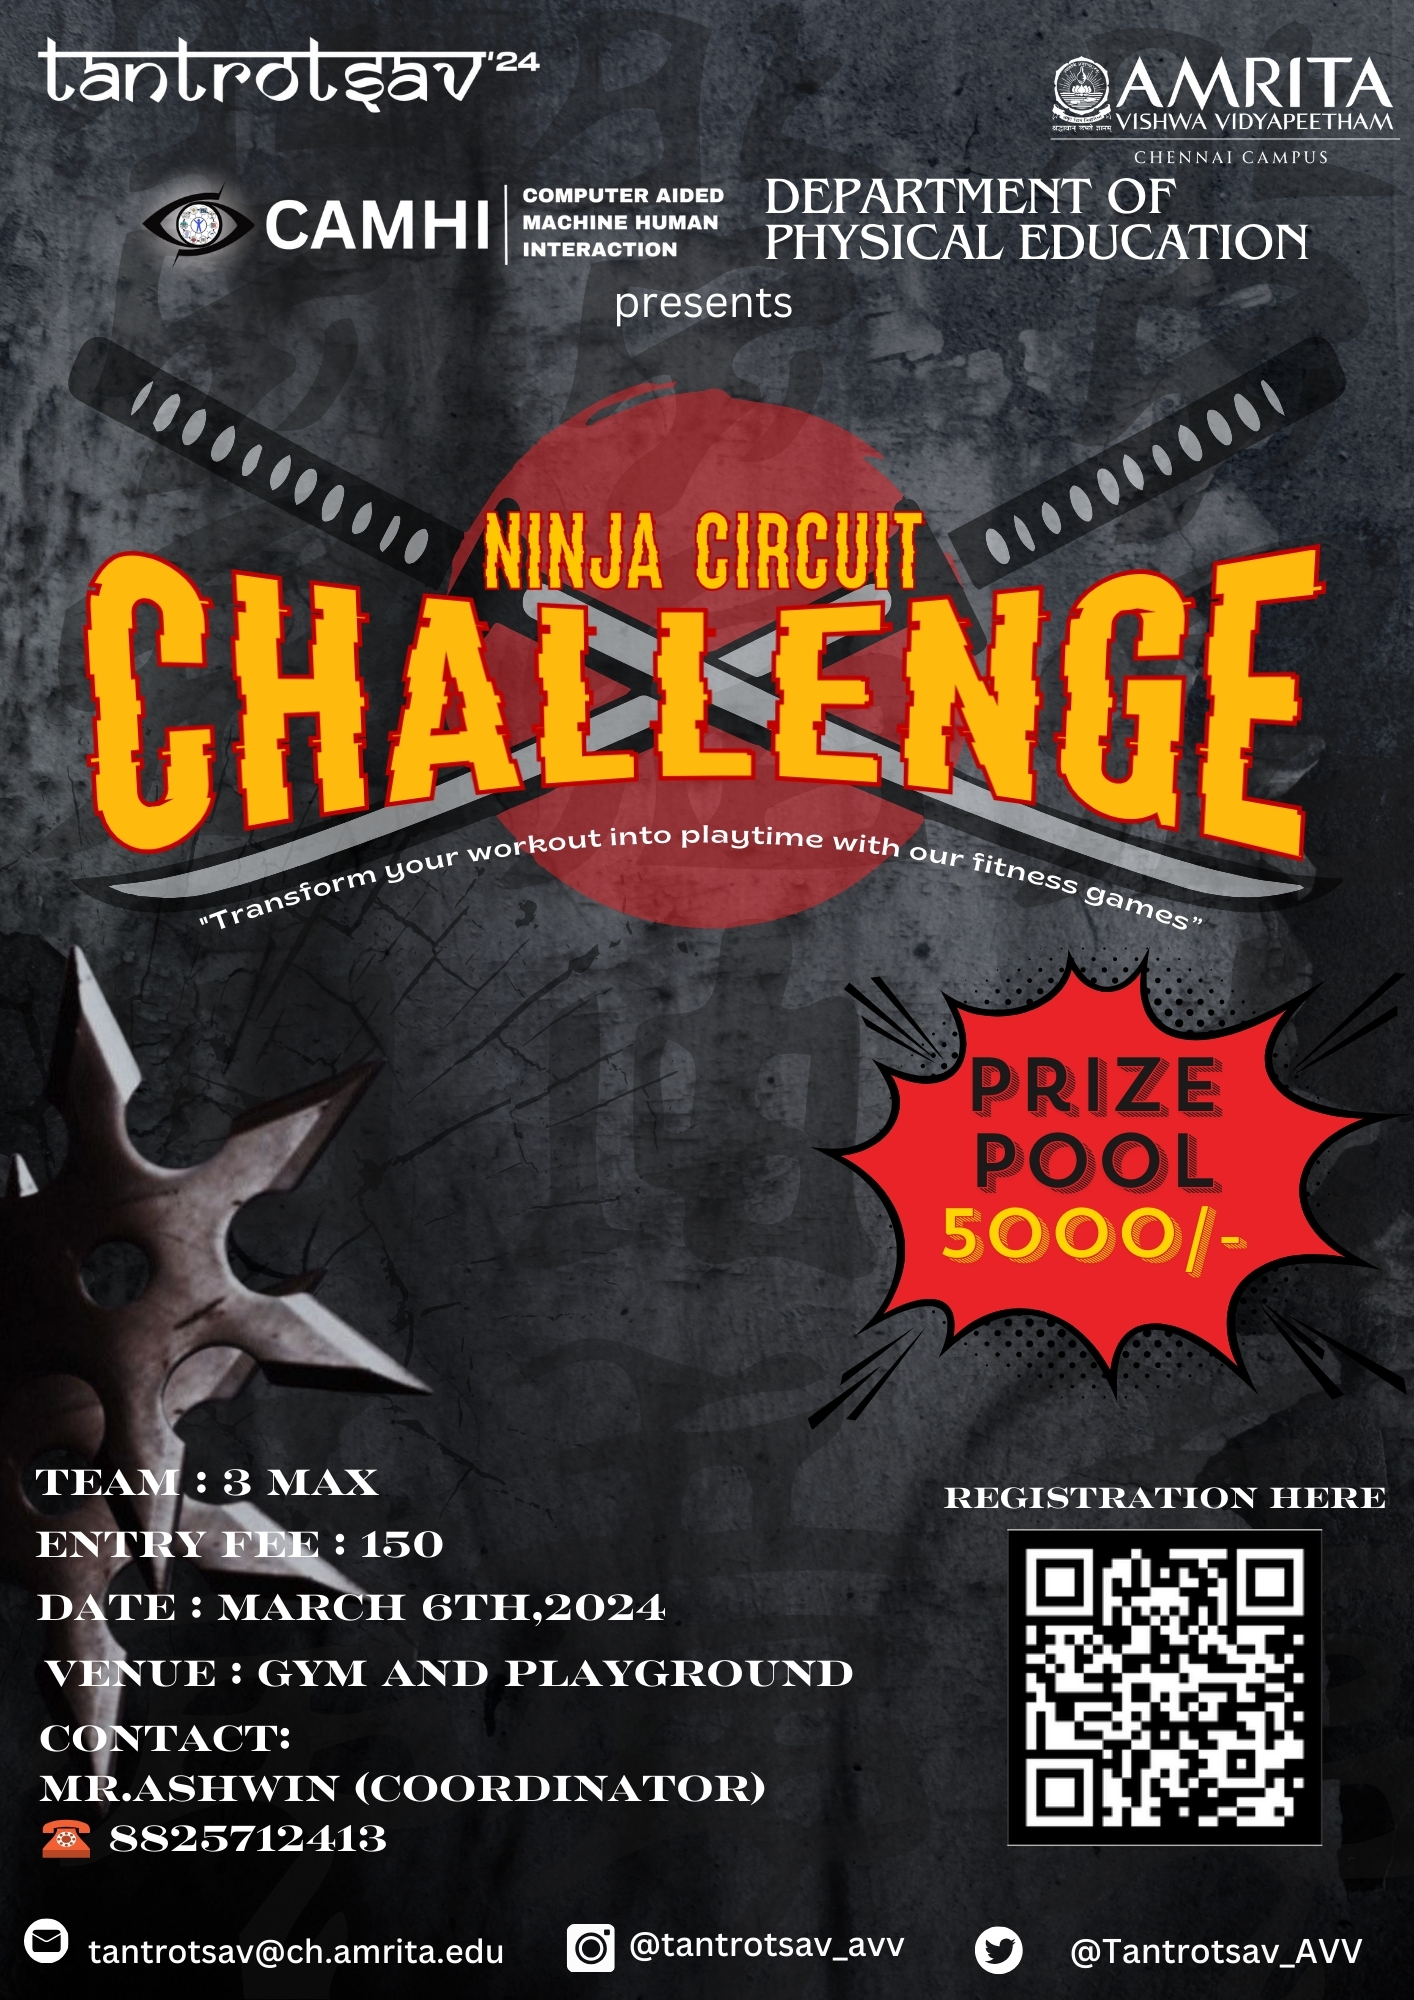 tantrotsav'24
AMRITA
VISHWA VIDYAPEETHAM
श्रद्धावान् लभते ज्ञानम्
CHENNAI CAMPUS
CAMHI
COMPUTER AIDED
MACHINE HUMAN
INTERACTION
DEPARTMENT OF
PHYSICAL EDUCATION
presents
NINJA CIRCUIT
CHALLENGE
"Transform your workout into playtime with our fitness games”
PRIZE
POOL
5000/-
TEAM : 3 MAX
ENTRY FEE : 150
DATE : MARCH 6TH,2024
VENUE : GYM AND PLAYGROUND
CONTACT:
MR.ASHWIN (COORDINATOR)
☎ 8825712413
REGISTRATION HERE
tantrotsav@ch.amrita.edu
@tantrotsav_avv
@Tantrotsav_AVV